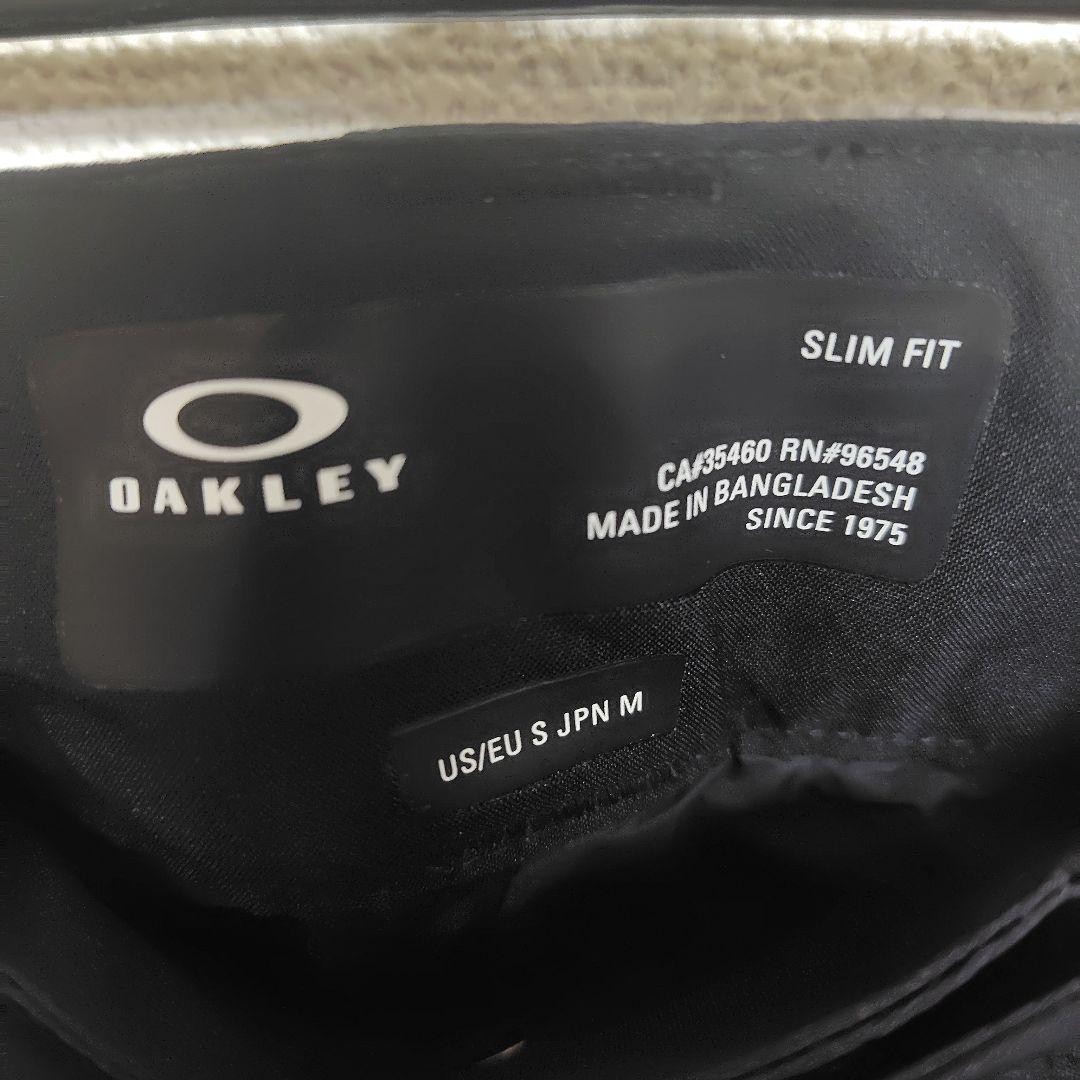 OAKLEY
SLIM FIT
CA#35460 RN#96548
MADE IN BANGLADESH
SINCE 1975
US/EU S JPN M